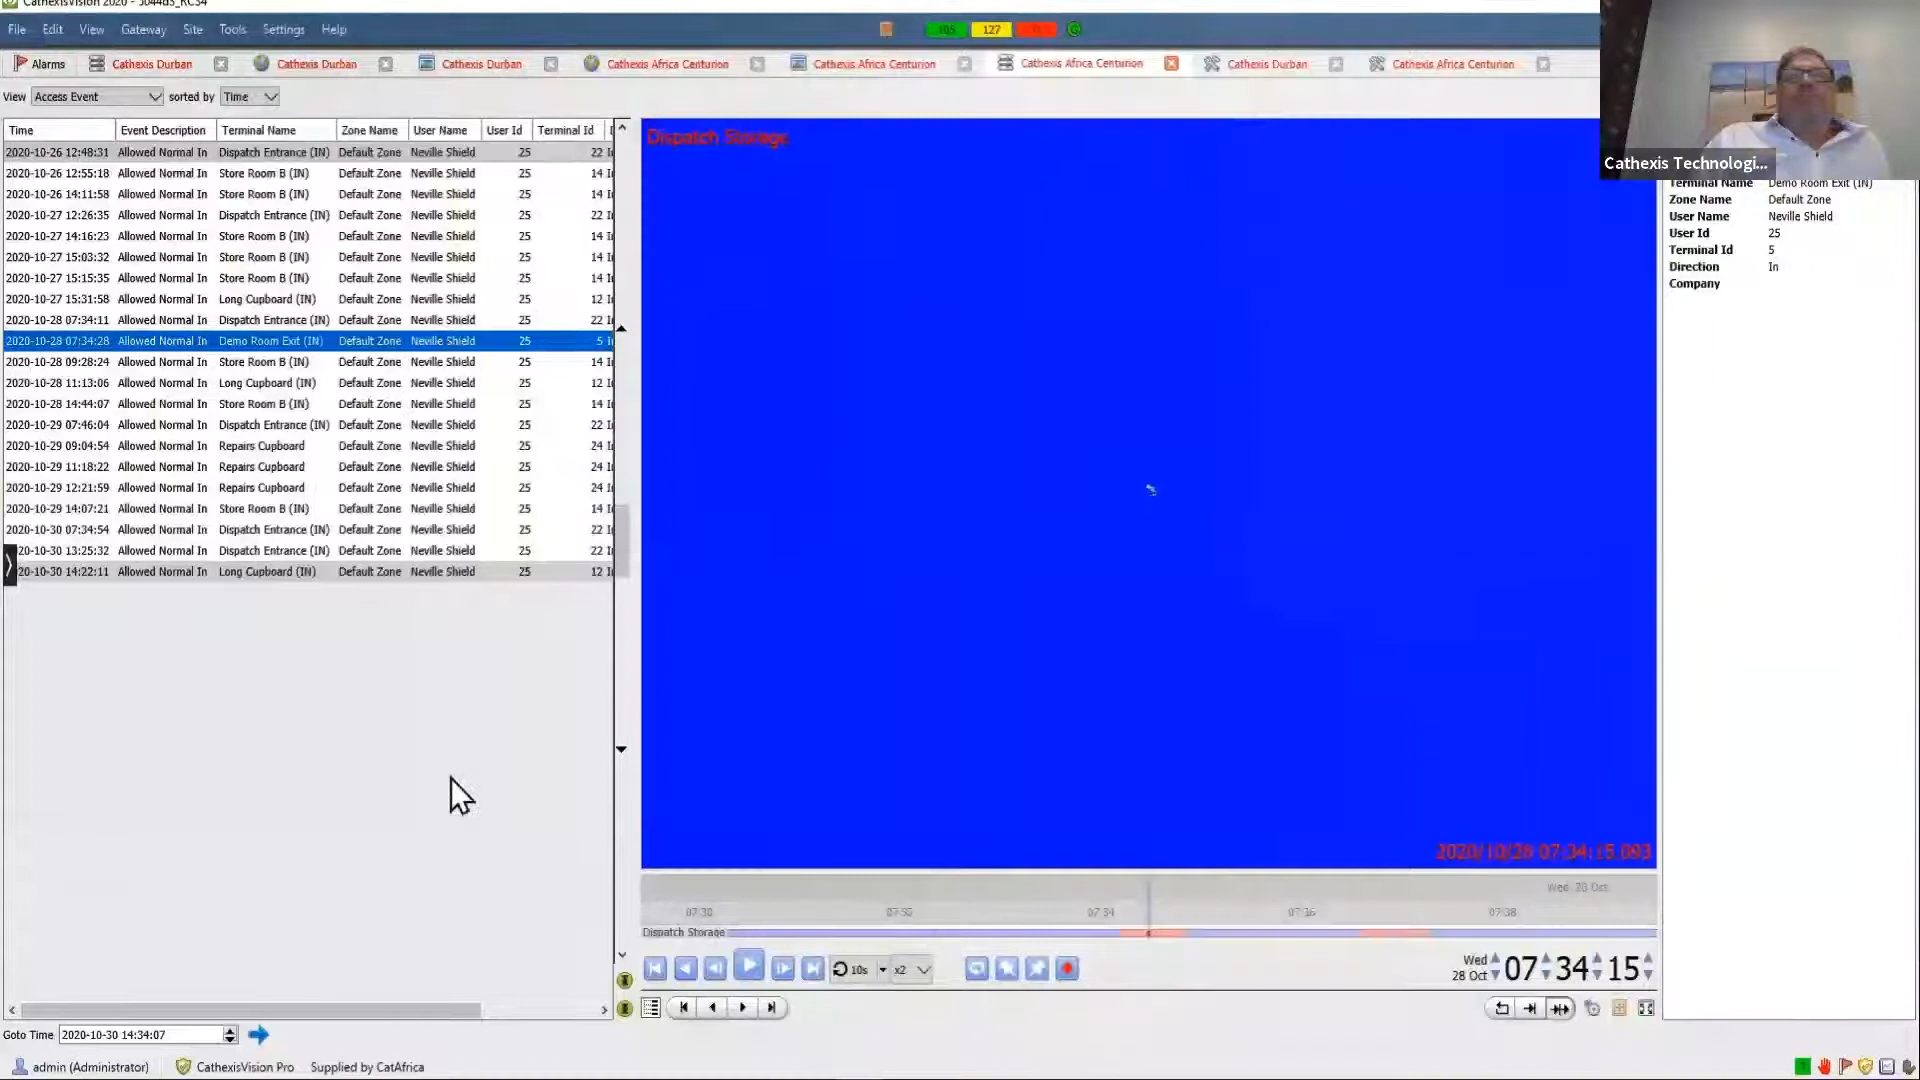 CathexisVision 2020 - J044d3_RC34
File Edit View Gateway Site Tools Settings Help
127
Alarms Cathexis Durban Cathexis Durban Cathexis Durban Cathexis Africa Centurion Cathexis Africa Centurion Cathexis Africa Centurion Cathexis Durban Cathexis Africa Centurion
View Access Event sorted by Time
Time Event Description Terminal Name Zone Name User Name User Id Terminal Id
2020-10-26 12:48:31 Allowed Normal In Dispatch Entrance (IN) Default Zone Neville Shield 25 22
2020-10-26 12:55:18 Allowed Normal In Store Room B (IN) Default Zone Neville Shield 25 14
2020-10-26 14:11:58 Allowed Normal In Store Room B (IN) Default Zone Neville Shield 25 14
2020-10-27 12:26:35 Allowed Normal In Dispatch Entrance (IN) Default Zone Neville Shield 25 22
2020-10-27 14:16:23 Allowed Normal In Store Room B (IN) Default Zone Neville Shield 25 14
2020-10-27 15:03:32 Allowed Normal In Store Room B (IN) Default Zone Neville Shield 25 14
2020-10-27 15:15:35 Allowed Normal In Store Room B (IN) Default Zone Neville Shield 25 14
2020-10-27 15:31:58 Allowed Normal In Long Cupboard (IN) Default Zone Neville Shield 25 12
2020-10-28 07:34:11 Allowed Normal In Dispatch Entrance (IN) Default Zone Neville Shield 25 22
2020-10-28 07:34:28 Allowed Normal In Demo Room Exit (IN) Default Zone Neville Shield 25 5
2020-10-28 09:28:24 Allowed Normal In Store Room B (IN) Default Zone Neville Shield 25 14
2020-10-28 11:13:06 Allowed Normal In Long Cupboard (IN) Default Zone Neville Shield 25 12
2020-10-28 14:44:07 Allowed Normal In Store Room B (IN) Default Zone Neville Shield 25 14
2020-10-29 07:46:04 Allowed Normal In Dispatch Entrance (IN) Default Zone Neville Shield 25 22
2020-10-29 09:04:54 Allowed Normal In Repairs Cupboard Default Zone Neville Shield 25 24
2020-10-29 11:18:22 Allowed Normal In Repairs Cupboard Default Zone Neville Shield 25 24
2020-10-29 12:21:59 Allowed Normal In Repairs Cupboard Default Zone Neville Shield 25 24
2020-10-29 14:07:21 Allowed Normal In Store Room B (IN) Default Zone Neville Shield 25 14
2020-10-30 07:34:54 Allowed Normal In Dispatch Entrance (IN) Default Zone Neville Shield 25 22
20-10-30 13:25:32 Allowed Normal In Dispatch Entrance (IN) Default Zone Neville Shield 25 22
20-10-30 14:22:11 Allowed Normal In Long Cupboard (IN) Default Zone Neville Shield 25 12
Dispatch Storage
2020/10/28 07:34:15.093
Cathexis Technologi...
Terminal Name Demo Room Exit (IN)
Zone Name Default Zone
User Name Neville Shield
User Id 25
Terminal Id 5
Direction In
Company
Wed, 28 Oct
07:34 07:36 07:38
Dispatch Storage
10s x2
Wed 28 Oct 07 34 15
Goto Time 2020-10-30 14:34:07
admin (Administrator) CathexisVision Pro Supplied by CatAfrica